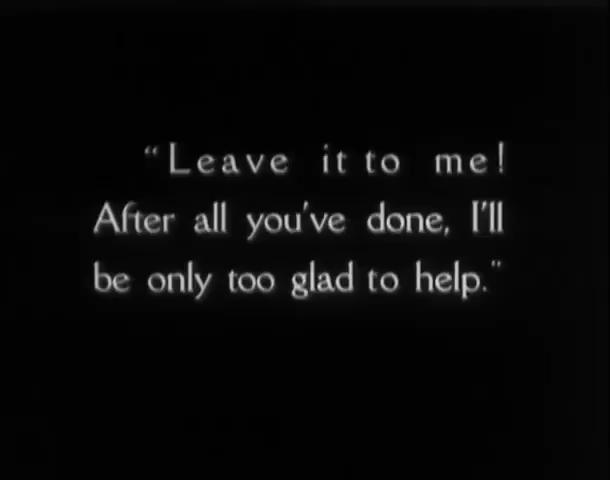 “Leave it to me!
After all you've done, I'll
be only too glad to help."